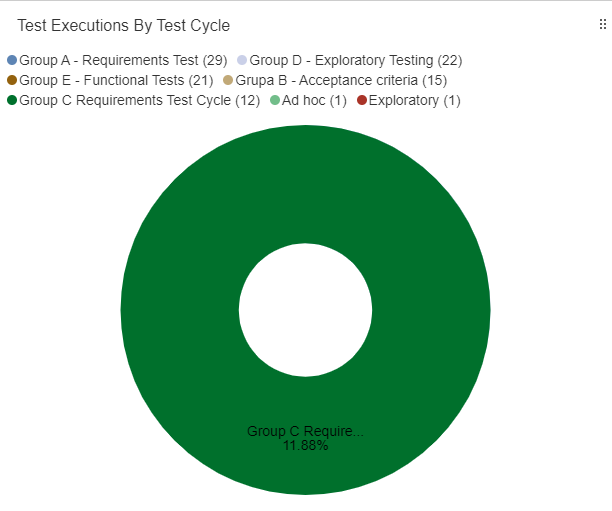 Test Executions By Test Cycle
Group A - Requirements Test (29) Group D - Exploratory Testing (22)
Group E - Functional Tests (21) Grupa B - Acceptance criteria (15)
Group C Requirements Test Cycle (12) Ad hoc (1) Exploratory (1)
Group C Require...
11.88%